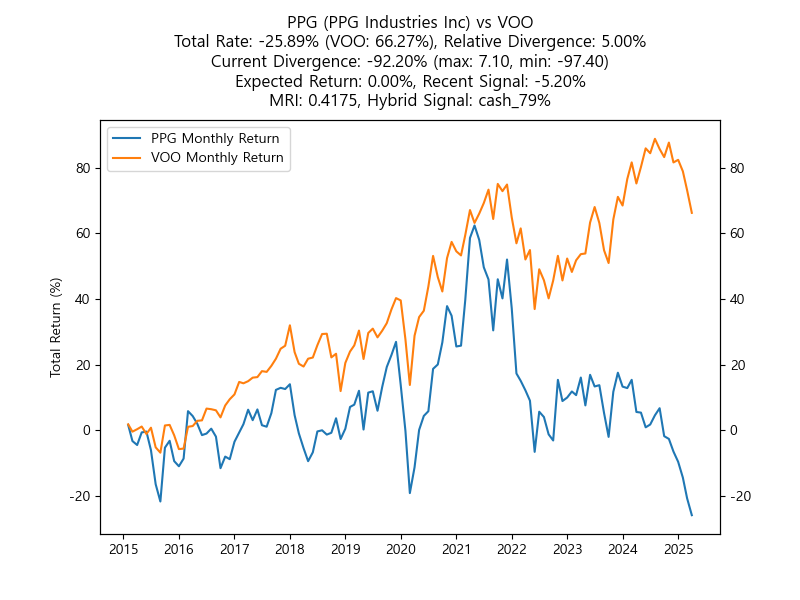 PPG (PPG Industries Inc) vs VOO
Total Rate: -25.89% (VOO: 66.27%), Relative Divergence: 5.00%
Current Divergence: -92.20% (max: 7.10, min: -97.40)
Expected Return: 0.00%, Recent Signal: -5.20%
MRI: 0.4175, Hybrid Signal: cash_79%
PPG Monthly Return
VOO Monthly Return
Total Return (%)
80
60
40
20
0
-20
80
60
40
20
0
-20
2015 2016 2017 2018 2019 2020 2021 2022 2023 2024 2025